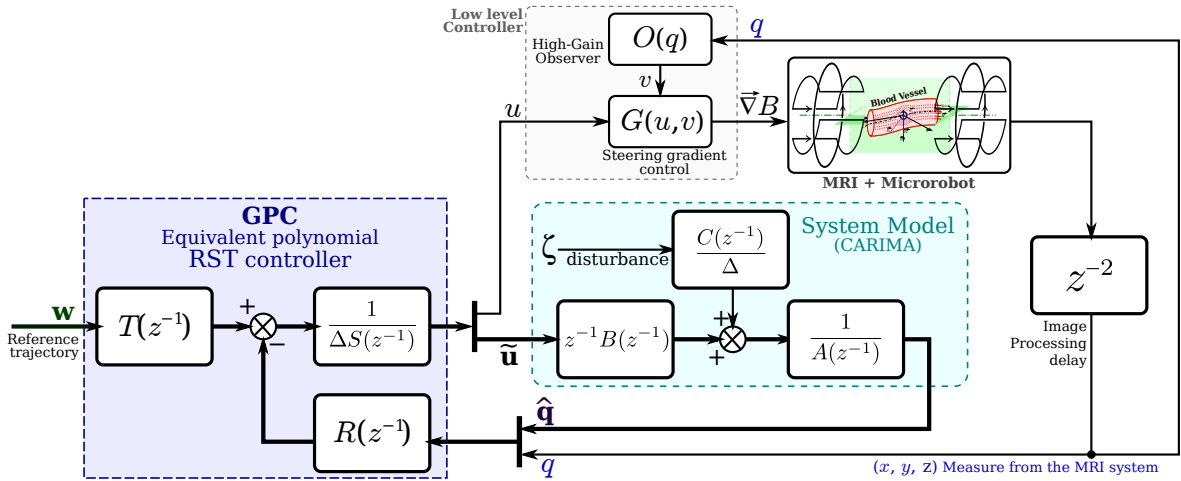 Low level
Controller
High-Gain
Observer
O(q)
q
v
u
G(u,v)
∇⃗B
Steering gradient
control
Blood Vessel
MRI + Microrobot
GPC
Equivalent polynomial
RST controller
System Model
(CARIMA)
ζ
disturbance
C(z⁻¹)
Δ
z⁻²
Image
Processing
delay
w
Reference
trajectory
T(z⁻¹)
+
−
1
ΔS(z⁻¹)
ũ
z⁻¹B(z⁻¹)
+
+
1
A(z⁻¹)
R(z⁻¹)
q̂
q
(x, y, z) Measure from the MRI system